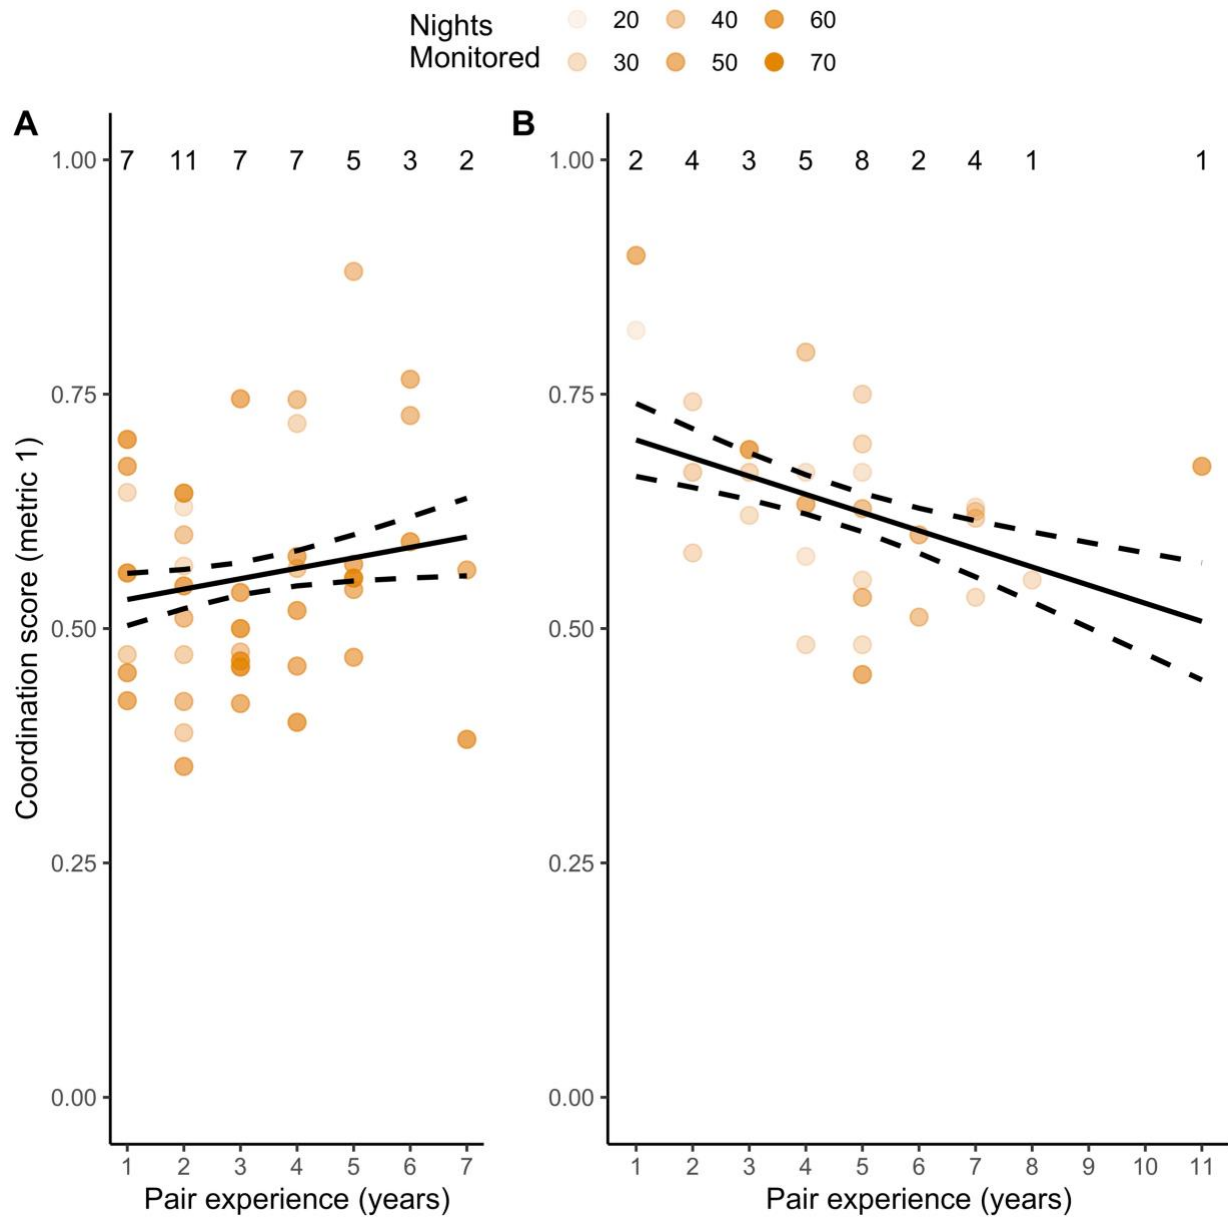 Nights
Monitored
20 40 60
30 50 70
A
B
7 11 7 7 5 3 2
2 4 3 5 8 2 4 1 1
Coordination score (metric 1)
1.00
0.75
0.50
0.25
0.00
1.00
0.75
0.50
0.25
0.00
1 2 3 4 5 6 7
1 2 3 4 5 6 7 8 9 10 11
Pair experience (years)
Pair experience (years)